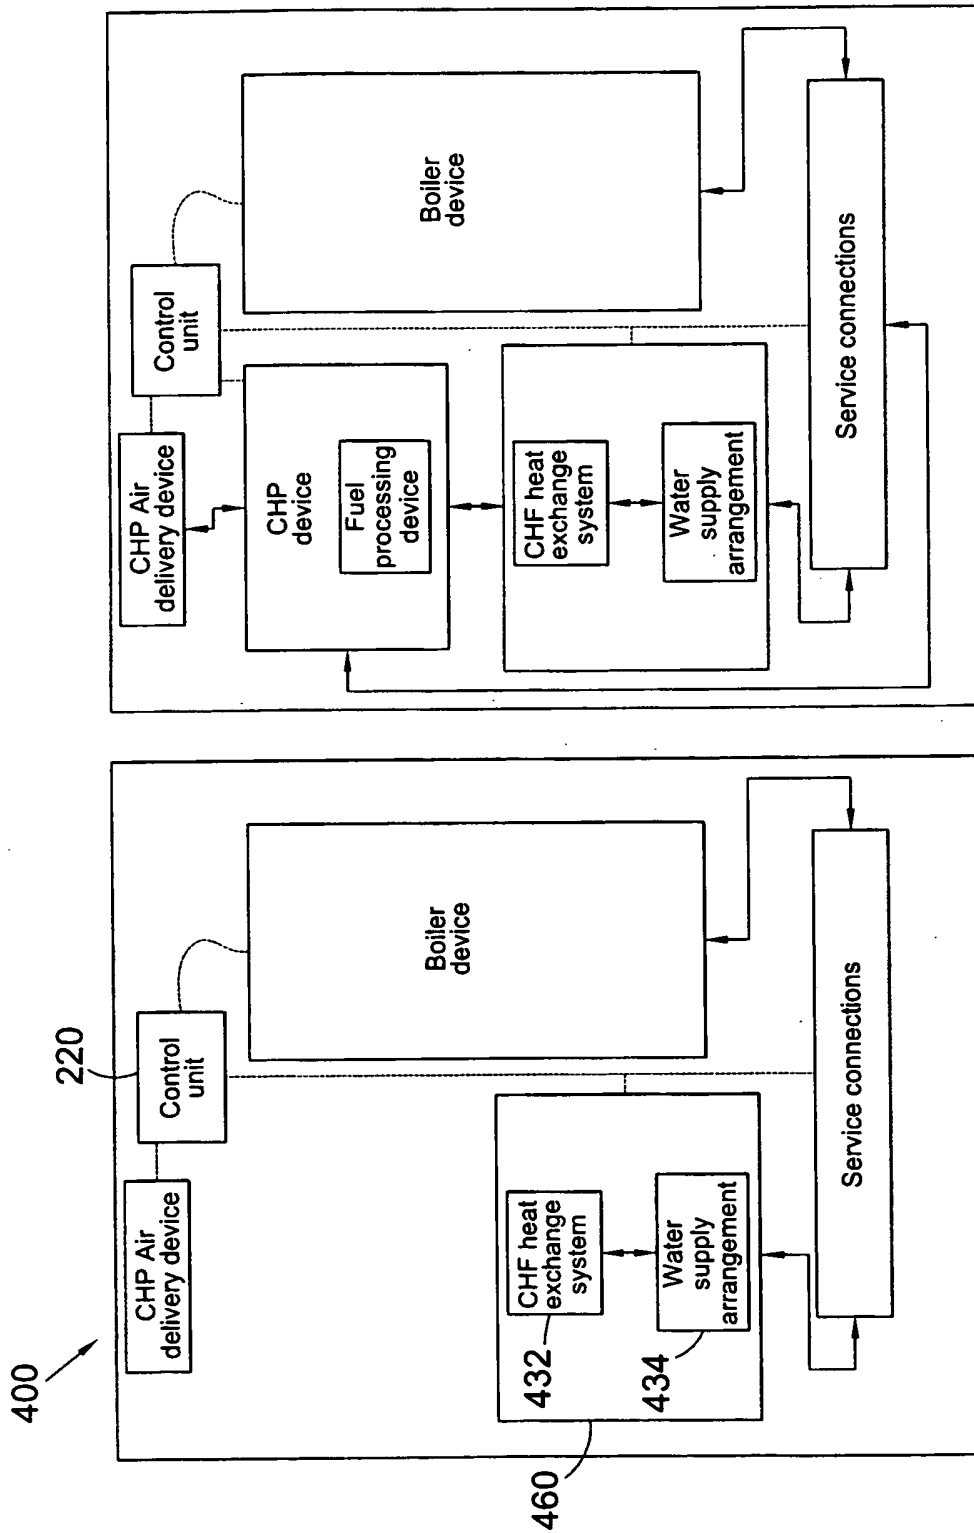 400
CHP Air
delivery device
220
Control
unit
Boiler
device
460
432
CHF heat
exchange
system
434
Water
supply
arrangement
Service connections
CHP Air
delivery device
Control
unit
CHP
device
Fuel
processing
device
Boiler
device
CHF heat
exchange
system
Water
supply
arrangement
Service connections